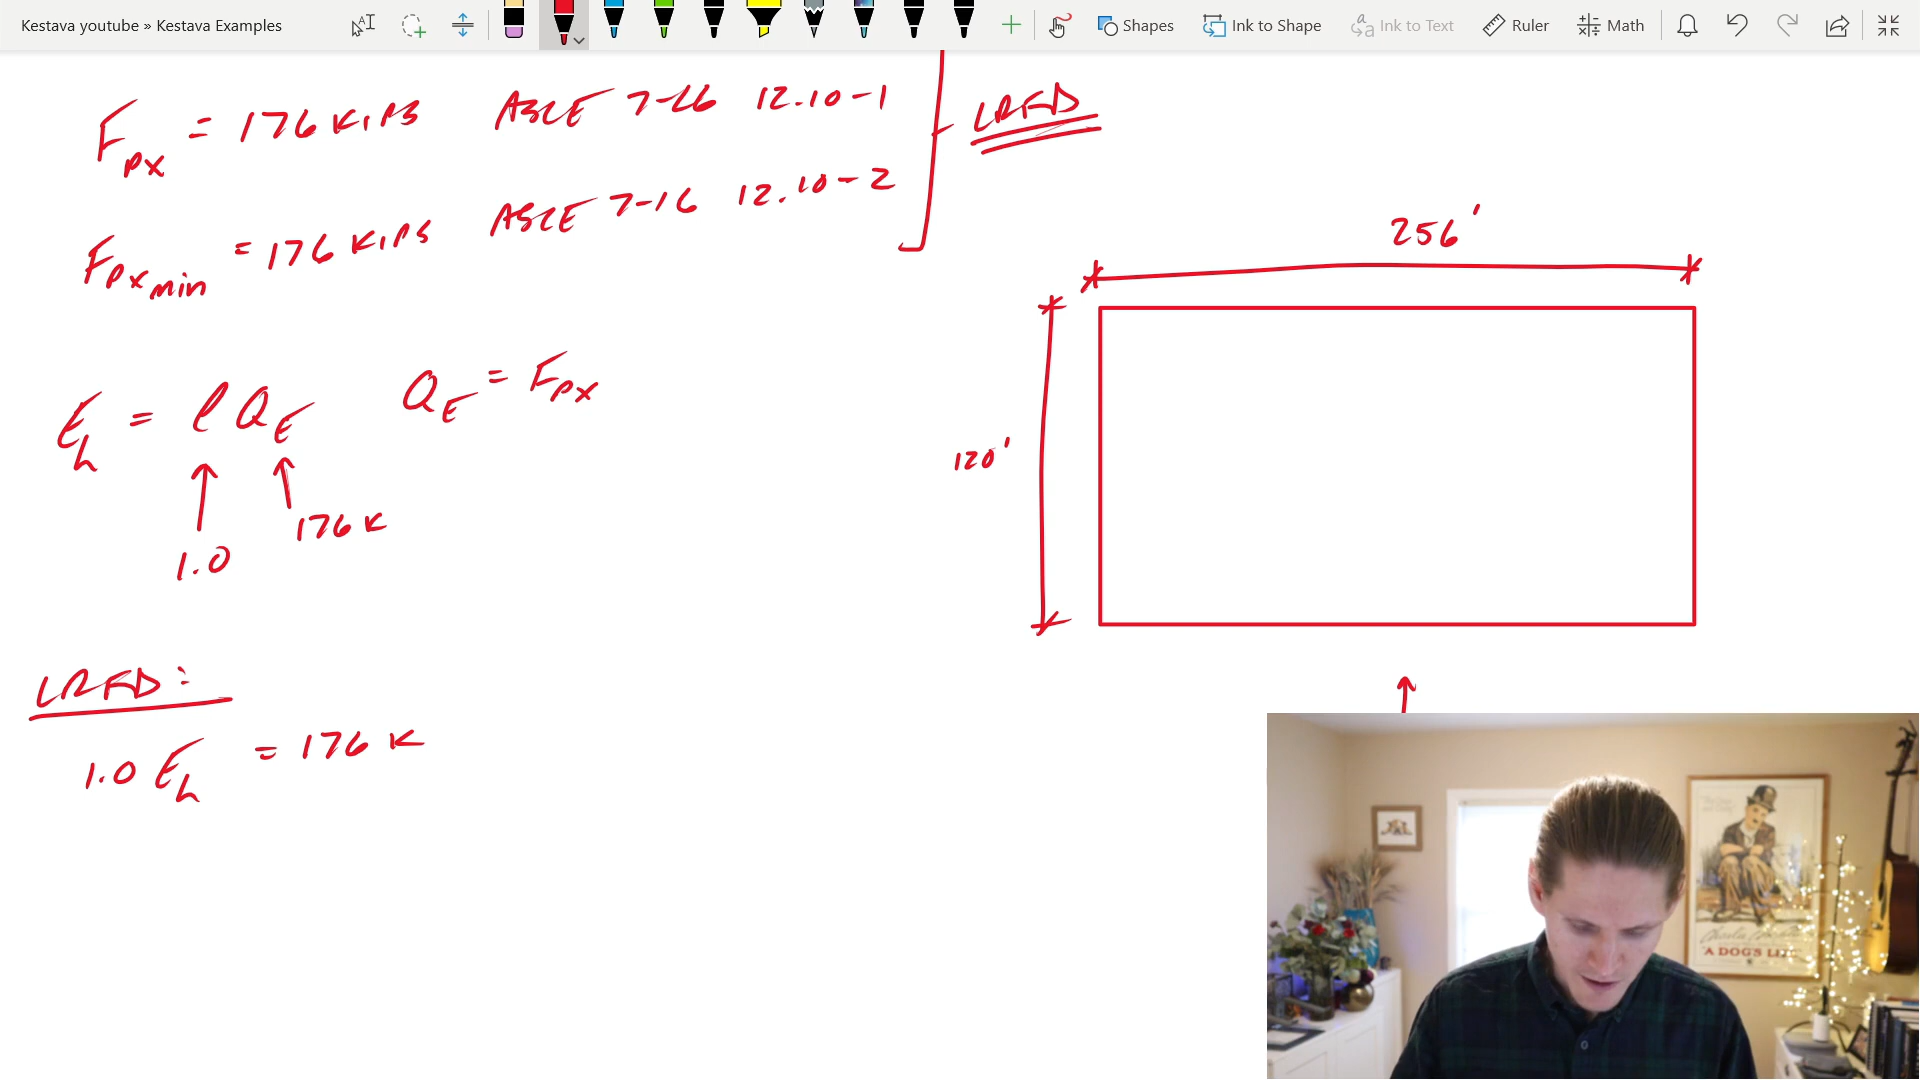 Kestava youtube » Kestava Examples
Shapes
Ink to Shape
Ink to Text
Ruler
Math
Fpx = 176 KIPS ASCE 7-16 12.10-1
LRFD
Fpxmin = 176 KIPS ASCE 7-16 12.10-2
256'
120'
Eh = ρQE QE = Fpx
1.0
176 K
LRFD:
1.0 Eh = 176 K
A DOG'S LIFE